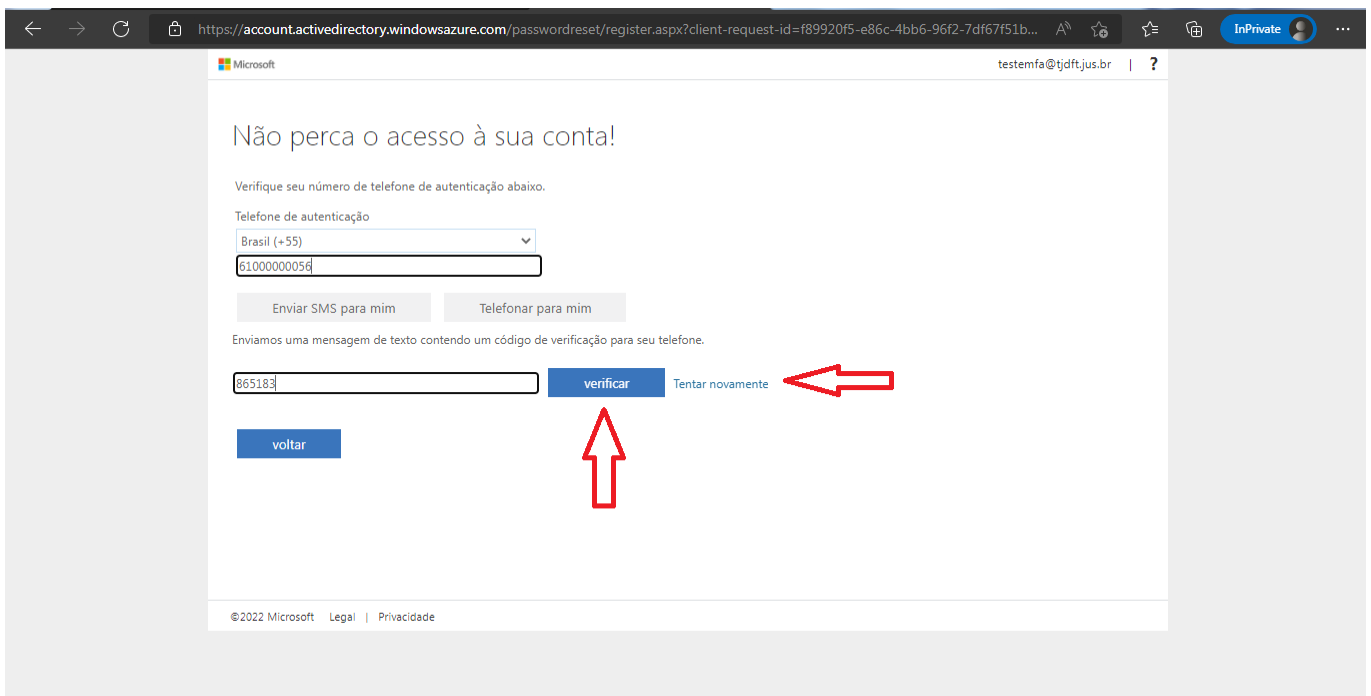 https://account.activedirectory.windowsazure.com/passwordreset/register.aspx?client-request-id=f89920f5-e86c-4bb6-96f2-7df67f51b...
InPrivate
Microsoft
testemfa@tjdft.jus.br | ?
Não perca o acesso à sua conta!
Verifique seu número de telefone de autenticação abaixo.
Telefone de autenticação
Brasil (+55)
61000000056
Enviar SMS para mim
Telefonar para mim
Enviamos uma mensagem de texto contendo um código de verificação para seu telefone.
865183
verificar
Tentar novamente
voltar
©2022 Microsoft Legal | Privacidade